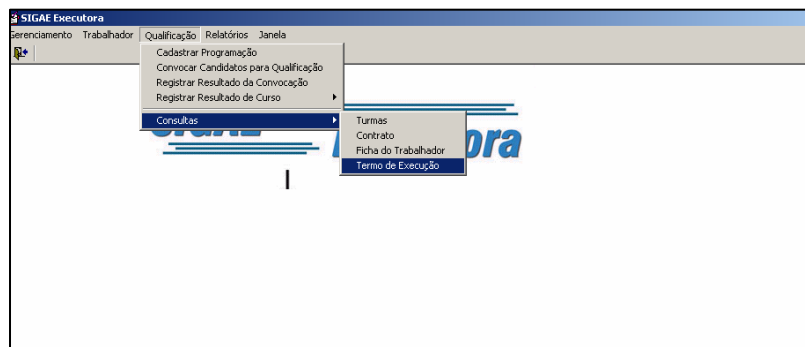 SIGAE Executora
Gerenciamento Trabalhador Qualificação Relatórios Janela
Cadastrar Programação
Convocar Candidatos para Qualificação
Registrar Resultado da Convocação
Registrar Resultado de Curso
Consultas
Turmas
Contrato
Ficha do Trabalhador
Termo de Execução